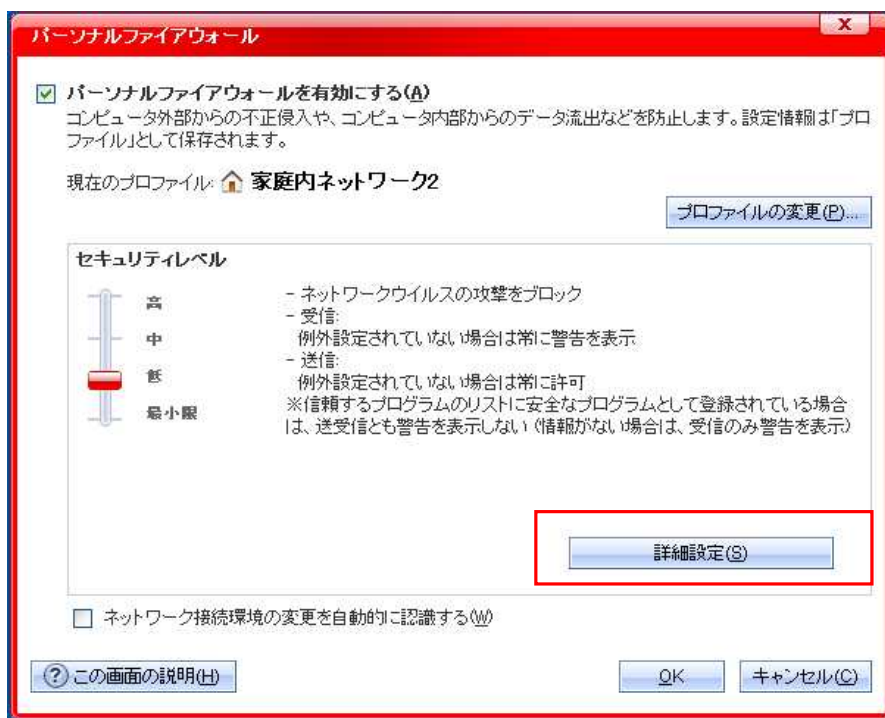 パーソナルファイアウォール
X
パーソナルファイアウォールを有効にする(A)
コンピュータ外部からの不正侵入や、コンピュータ内部からのデータ流出などを防止します。設定情報は「プロ
ファイル」として保存されます。
現在のプロファイル: 家庭内ネットワーク2
プロファイルの変更(P)...
セキュリティレベル
高
中
低
最小限
- ネットワークウイルスの攻撃をブロック
- 受信:
例外設定されていない場合は常に警告を表示
- 送信:
例外設定されていない場合は常に許可
※信頼するプログラムのリストに安全なプログラムとして登録されている場合
は、送受信とも警告を表示しない (情報がない場合は、受信のみ警告を表示)
詳細設定(S)
ネットワーク接続環境の変更を自動的に認識する(W)
?この画面の説明(H)
OK
キャンセル(C)